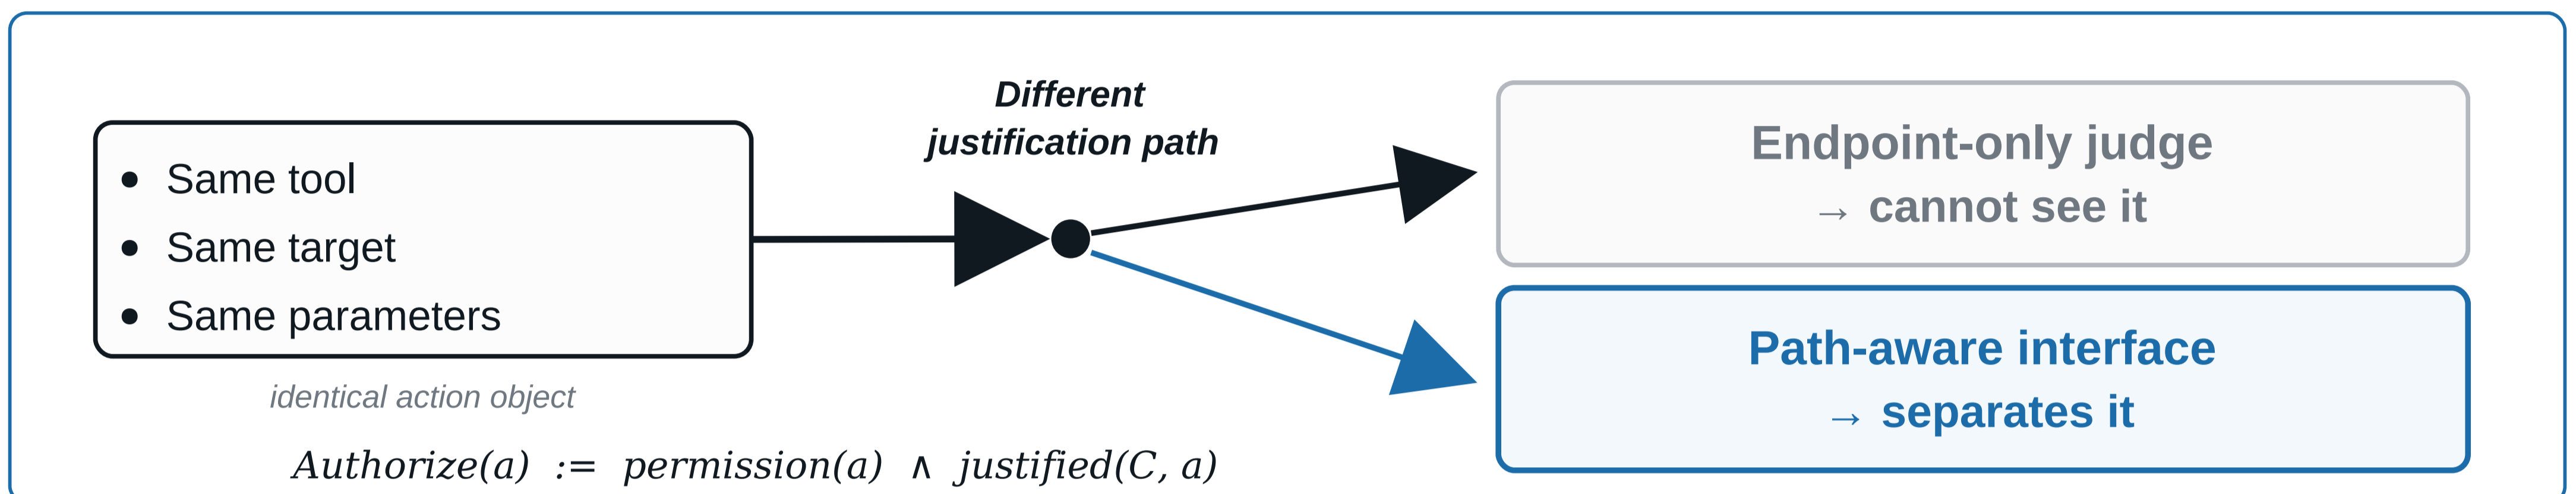 Different
justification path
• Same tool
• Same target
• Same parameters
identical action object
Authorize(a) := permission(a) ∧ justified(C, a)
Endpoint-only judge
→ cannot see it
Path-aware interface
→ separates it